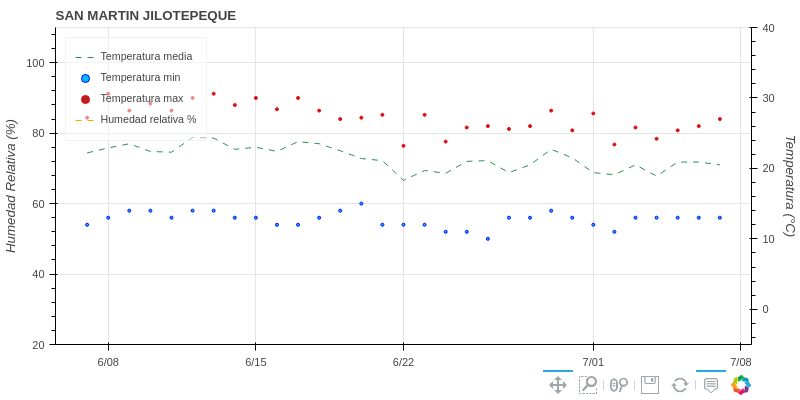 SAN MARTIN JILOTEPEQUE
Temperatura media
Temperatura min
Temperatura max
Humedad relativa %
Humedad Relativa (%)
100
80
60
40
20
Temperatura (°C)
40
30
20
10
0
6/08
6/15
6/22
7/01
7/08